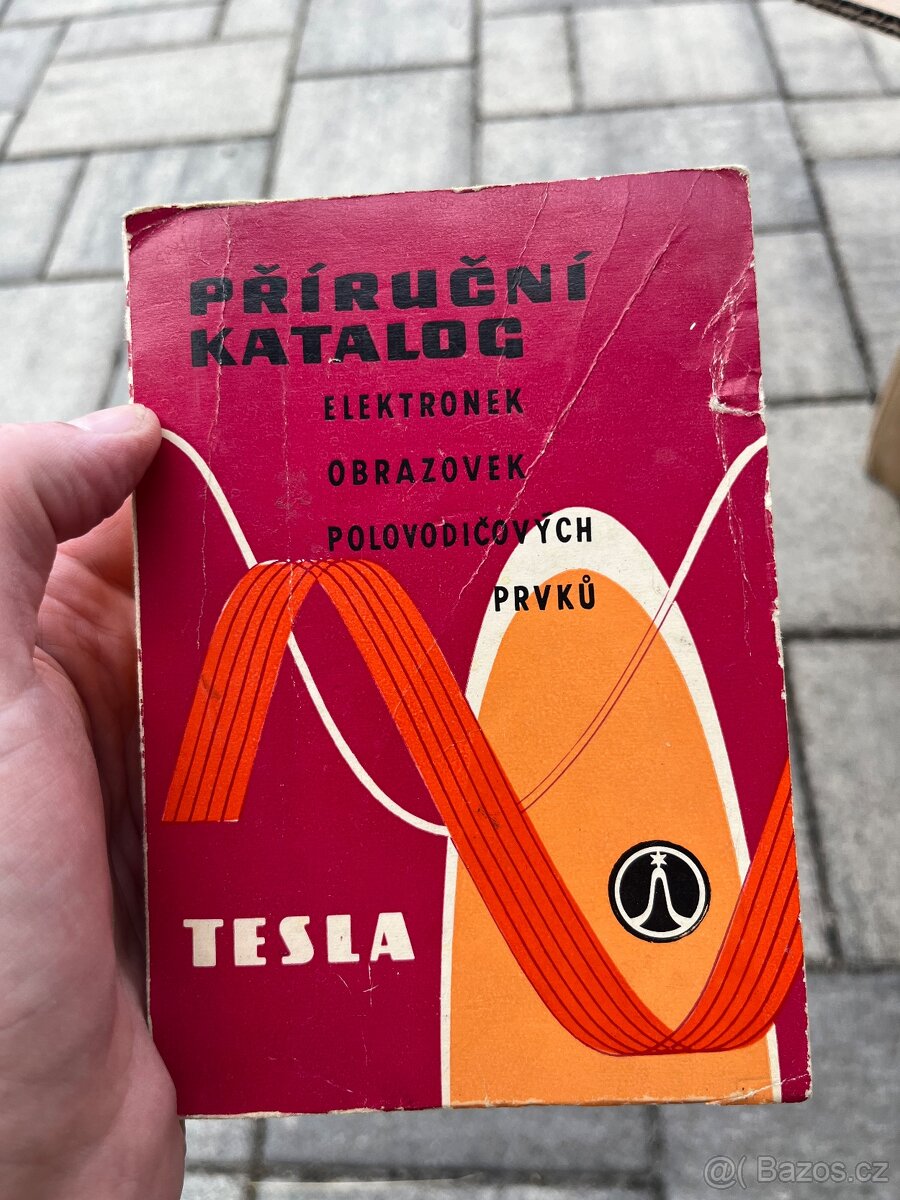 PŘÍRUČNÍ
KATALOG
ELEKTRONEK
OBRAZOVEK
POLOVODIČOVÝCH
PRVKŮ
TESLA
@( Bazos.cz